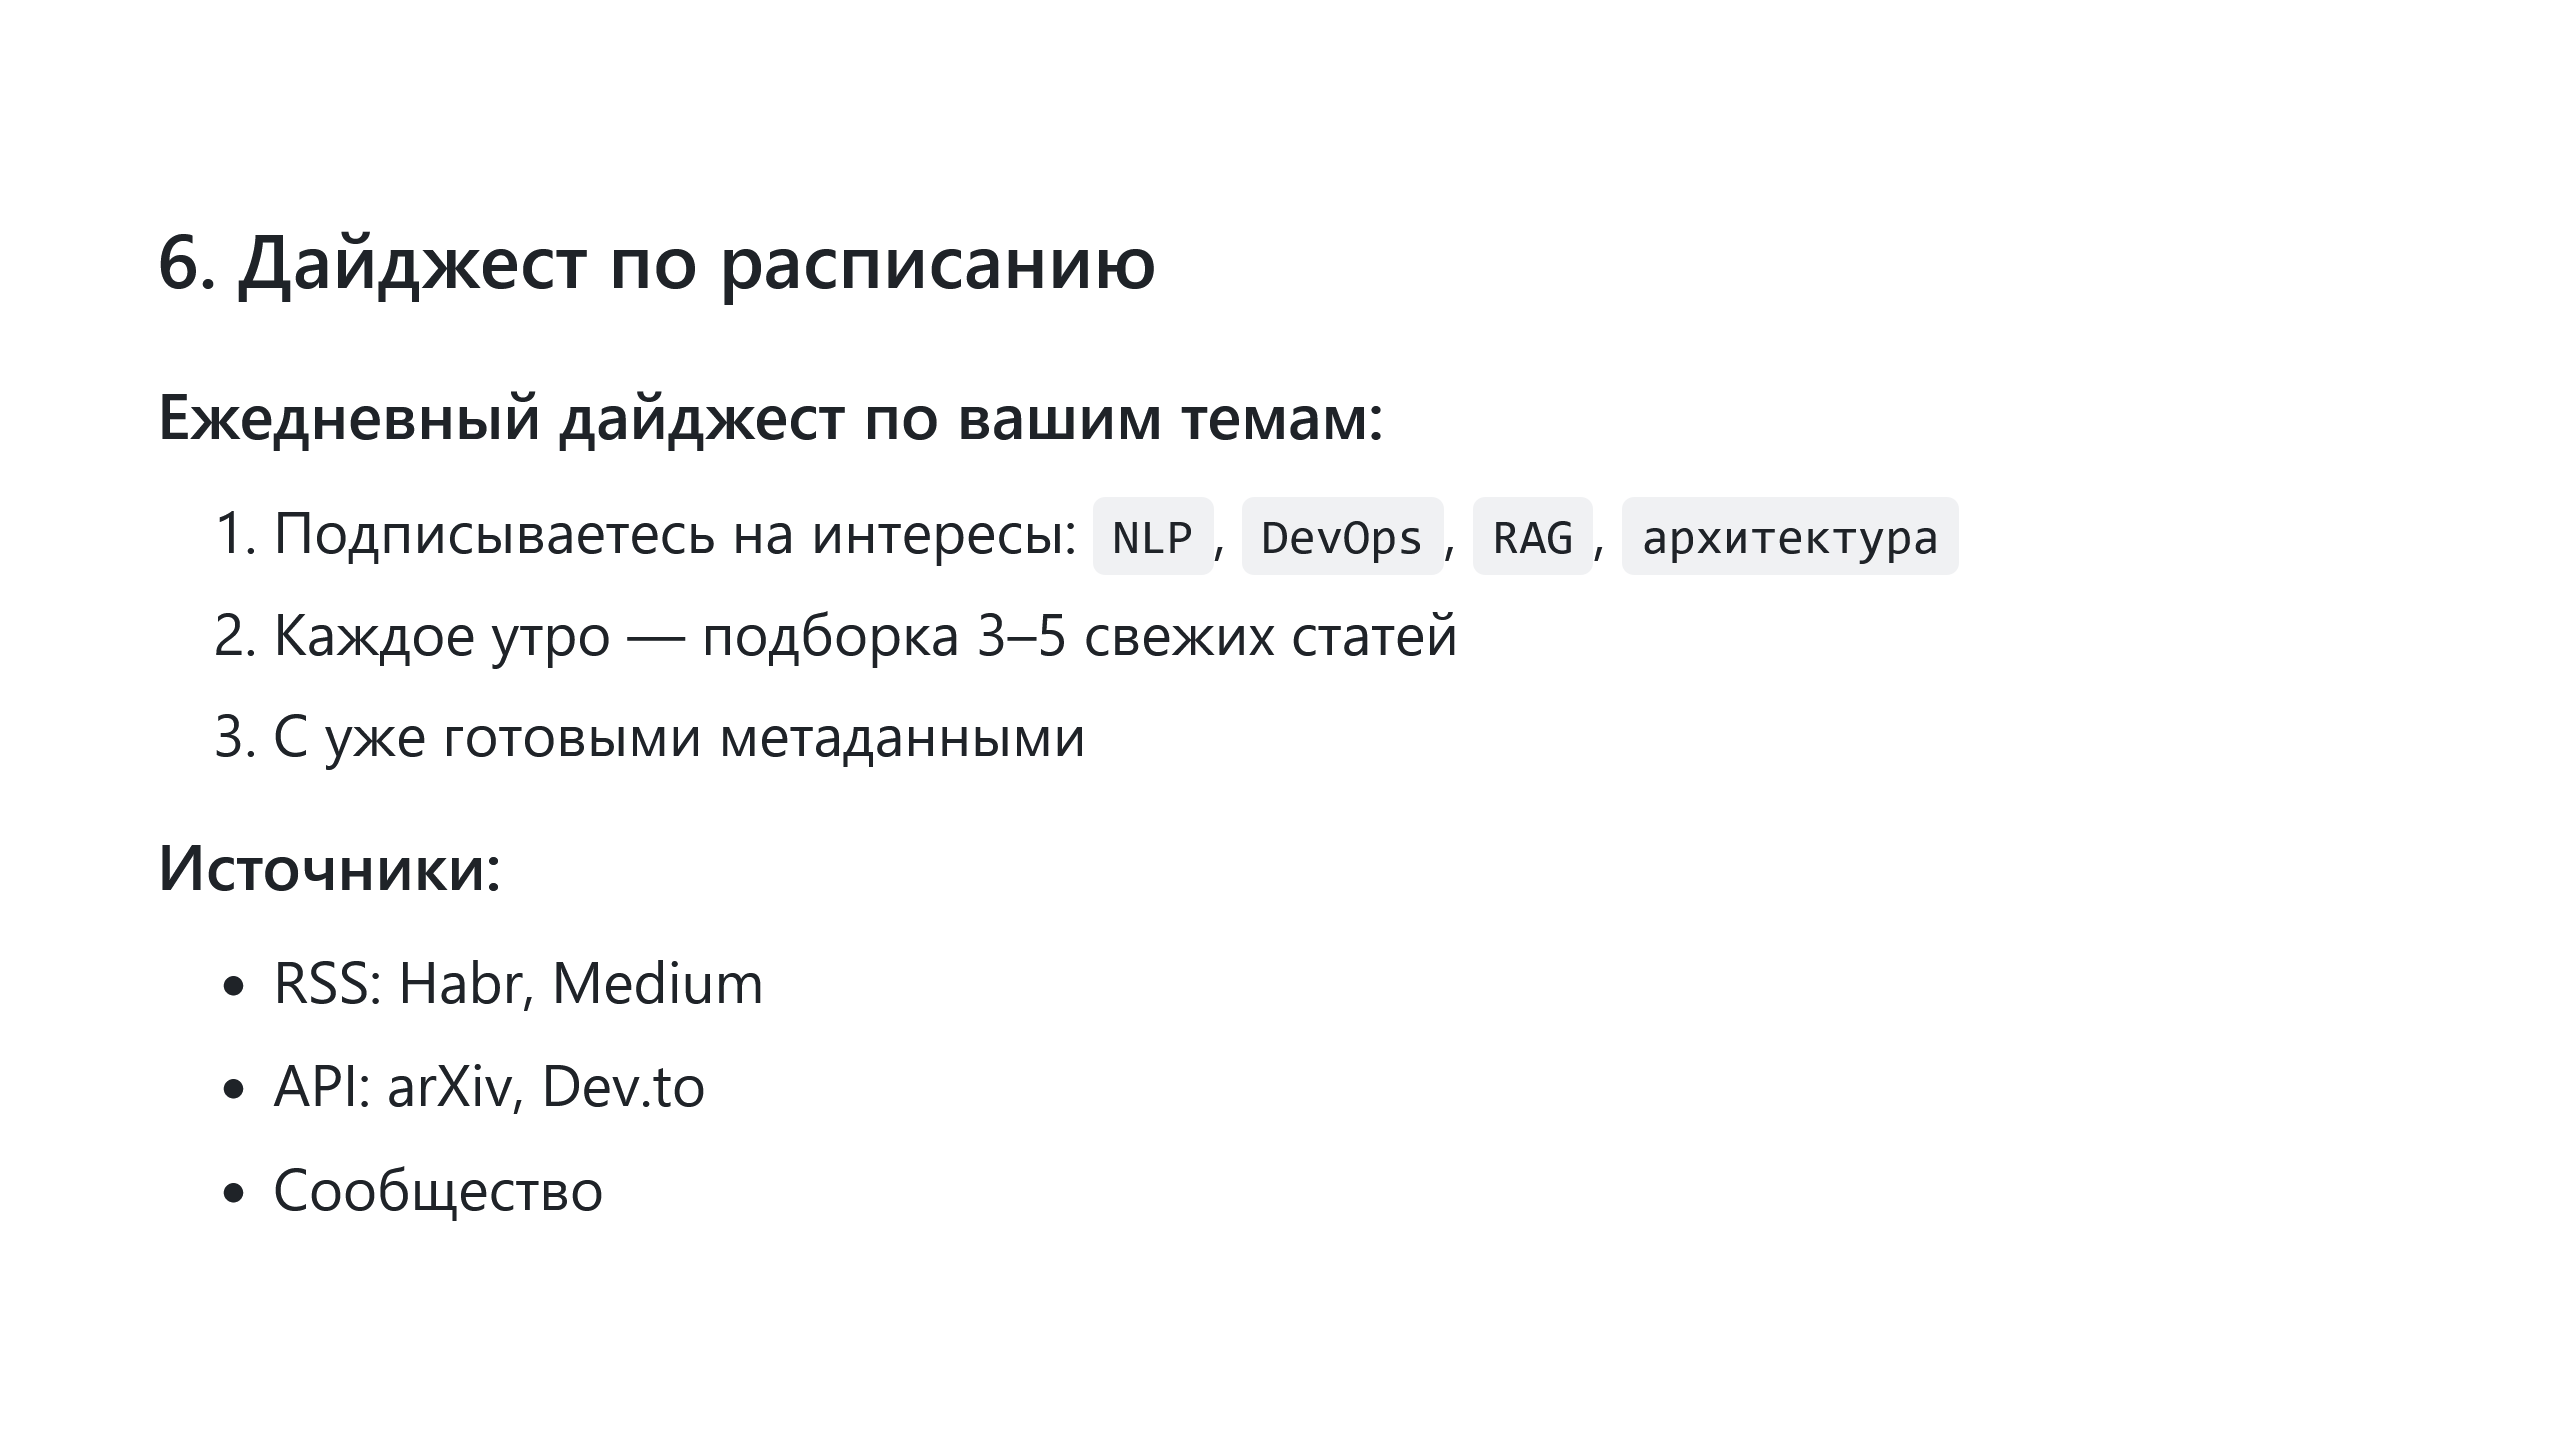 6. Дайджест по расписанию
Ежедневный дайджест по вашим темам:
1. Подписываетесь на интересы: NLP, DevOps, RAG, архитектура
2. Каждое утро — подборка 3–5 свежих статей
3. С уже готовыми метаданными
Источники:
• RSS: Habr, Medium
• API: arXiv, Dev.to
• Сообщество